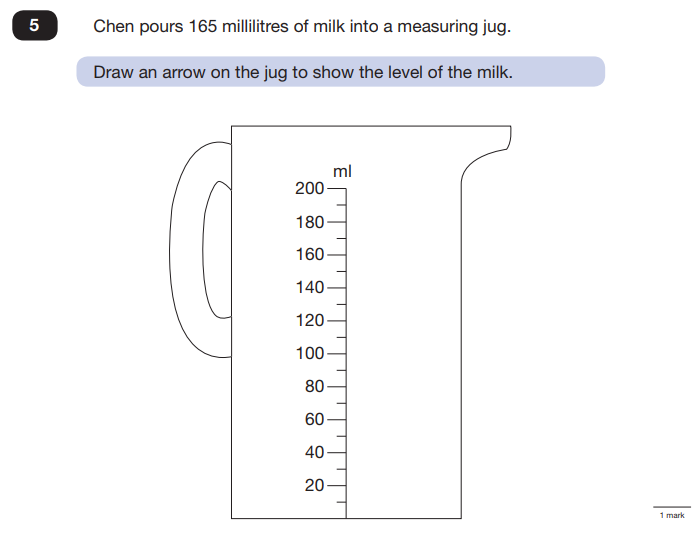 5
Chen pours 165 millilitres of milk into a measuring jug.
Draw an arrow on the jug to show the level of the milk.
ml
200
180
160
140
120
100
80
60
40
20
1 mark